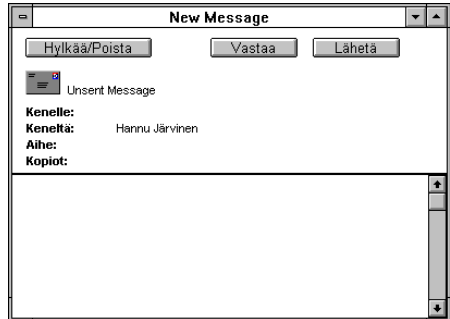 New Message
Hylkää/Poista Vastaa Lähetä
Unsent Message
Kenelle:
Keneltä: Hannu Järvinen
Aihe:
Kopiot: